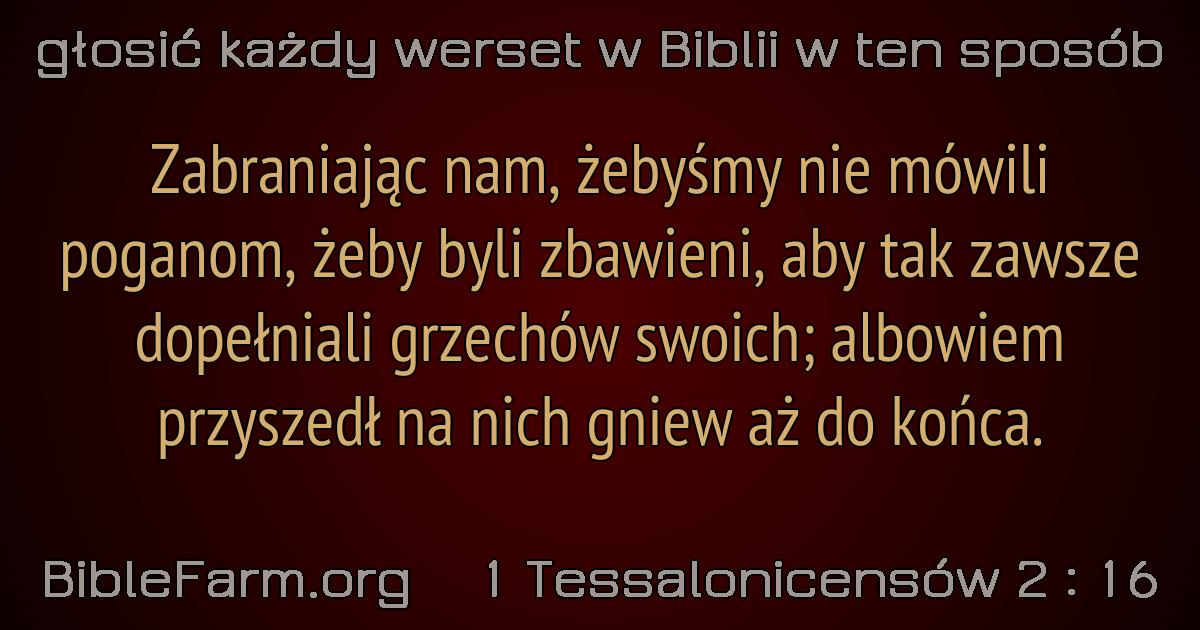 głosić każdy werset w Biblii w ten sposób
Zabraniając nam, żebyśmy nie mówili
poganom, żeby byli zbawieni, aby tak zawsze
dopełniali grzechów swoich; albowiem
przyszedł na nich gniew aż do końca.
BibleFarm.org 1 Tessalonicensów 2 : 16